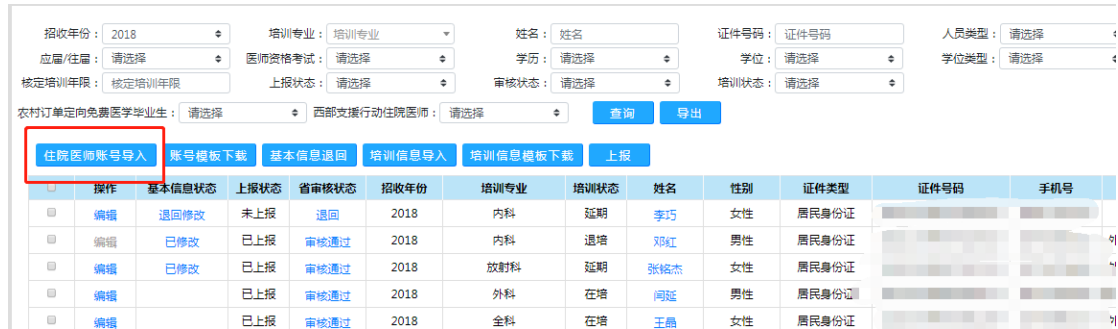 招收年份： 2018 培训专业： 培训专业 姓名： 姓名 证件号码： 证件号码 人员类型： 请选择
应届/往届： 请选择 医师资格考试： 请选择 学历： 请选择 学位： 请选择 学位类型： 请选择
核定培训年限： 核定培训年限 上报状态： 请选择 审核状态： 请选择 培训状态： 请选择
农村订单定向免费医学毕业生： 请选择 西部支援行动住院医师： 请选择 查询 导出
住院医师账号导入 账号模板下载 基本信息退回 培训信息导入 培训信息模板下载 上报
操作 基本信息状态 上报状态 省审核状态 招收年份 培训专业 培训状态 姓名 性别 证件类型 证件号码 手机号
编辑 退回修改 未上报 退回 2018 内科 延期 李巧 女性 居民身份证
编辑 已修改 已上报 审核通过 2018 内科 退培 邓红 男性 居民身份证
编辑 已修改 已上报 审核通过 2018 放射科 延期 张铭杰 女性 居民身份证
编辑 已上报 审核通过 2018 外科 在培 闫延 男性 居民身份证
编辑 已上报 审核通过 2018 全科 在培 王晶 女性 居民身份证